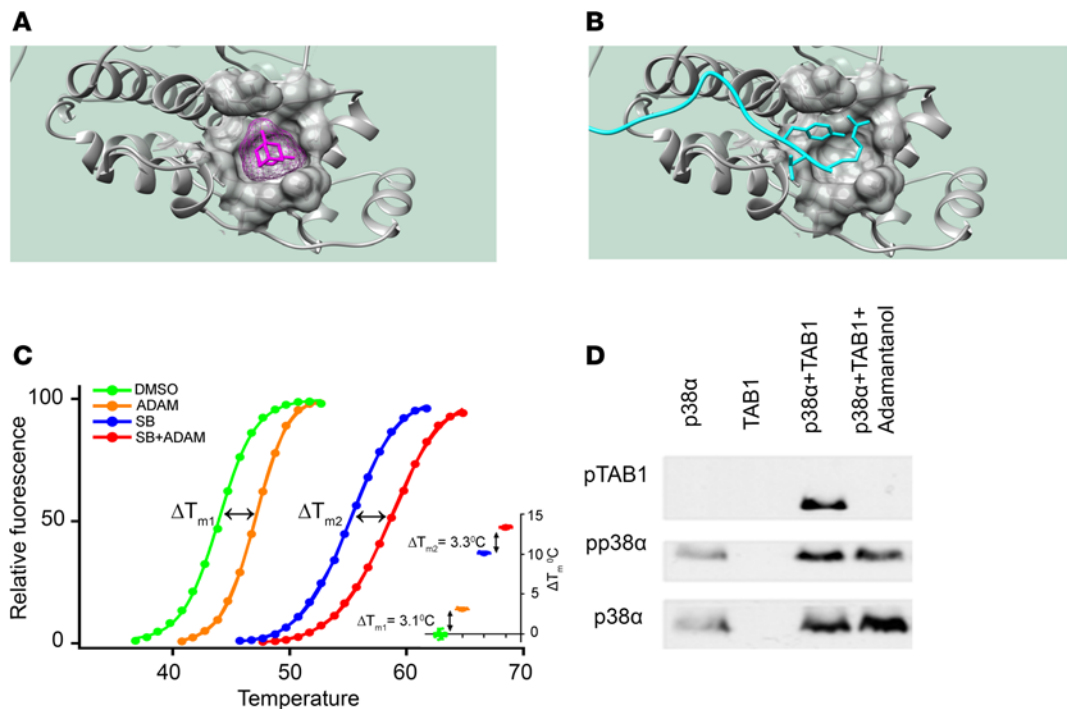 A
B
C
100
50
0
Relative fluorescence
DMSO
ADAM
SB
SB+ADAM
ΔTm1
ΔTm2
ΔTm2= 3.3⁰C
ΔTm1= 3.1⁰C
15
10
5
0
ΔTm ⁰C
40
50
60
70
Temperature
D
p38α
TAB1
p38α+TAB1
p38α+TAB1+
Adamantanol
pTAB1
pp38α
p38α